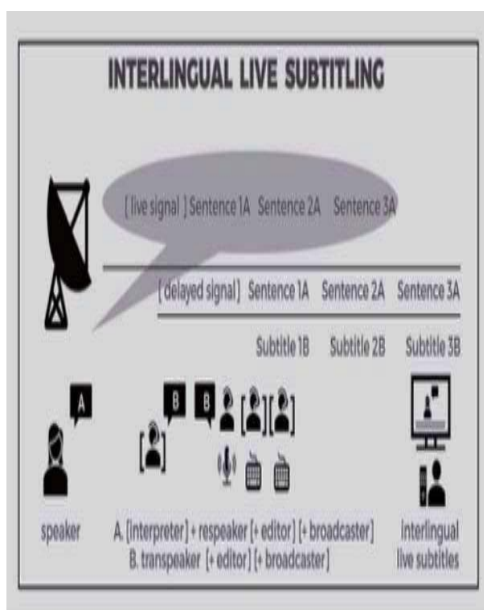 INTERLINGUAL LIVE SUBTITLING
[ live signal ] Sentence 1A Sentence 2A Sentence 3A
[ delayed signal ] Sentence 1A Sentence 2A Sentence 3A
Subtitle 1B Subtitle 2B Subtitle 3B
A B B
speaker
A. [interpreter] + respeaker [+ editor] [+ broadcaster]
B. transpeaker [+ editor] [+ broadcaster]
interlingual
live subtitles